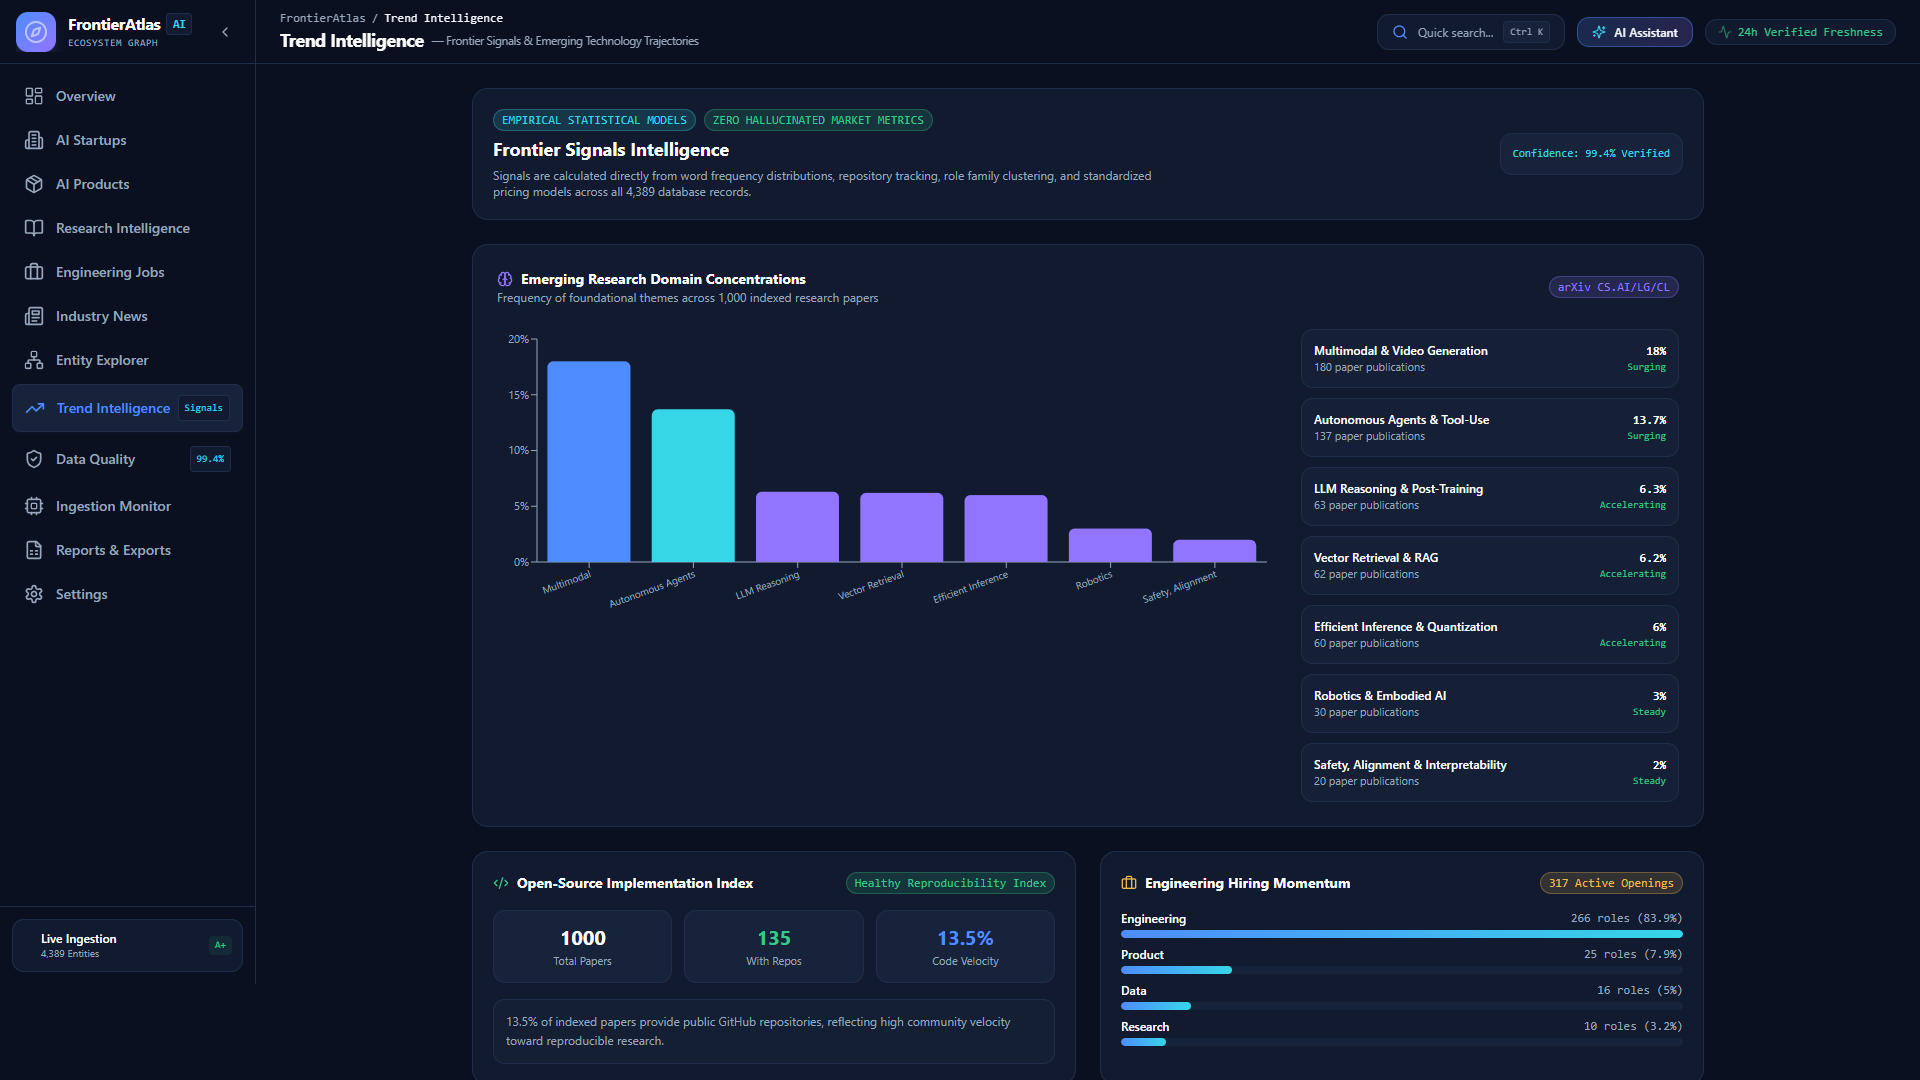 FrontierAtlas AI
ECOSYSTEM GRAPH
Overview
AI Startups
AI Products
Research Intelligence
Engineering Jobs
Industry News
Entity Explorer
Trend Intelligence Signals
Data Quality 99.4%
Ingestion Monitor
Reports & Exports
Settings
Live Ingestion
4,389 Entities
A+
FrontierAtlas / Trend Intelligence
Trend Intelligence — Frontier Signals & Emerging Technology Trajectories
Quick search... Ctrl K
AI Assistant
24h Verified Freshness
EMPIRICAL STATISTICAL MODELS
ZERO HALLUCINATED MARKET METRICS
Frontier Signals Intelligence
Signals are calculated directly from word frequency distributions, repository tracking, role family clustering, and standardized
pricing models across all 4,389 database records.
Confidence: 99.4% Verified
Emerging Research Domain Concentrations
Frequency of foundational themes across 1,000 indexed research papers
arXiv CS.AI/LG/CL
20%
15%
10%
5%
0%
Multimodal
Autonomous Agents
LLM Reasoning
Vector Retrieval
Efficient Inference
Robotics
Safety, Alignment
Multimodal & Video Generation 18%
180 paper publications Surging
Autonomous Agents & Tool-Use 13.7%
137 paper publications Surging
LLM Reasoning & Post-Training 6.3%
63 paper publications Accelerating
Vector Retrieval & RAG 6.2%
62 paper publications Accelerating
Efficient Inference & Quantization 6%
60 paper publications Accelerating
Robotics & Embodied AI 3%
30 paper publications Steady
Safety, Alignment & Interpretability 2%
20 paper publications Steady
Open-Source Implementation Index
Healthy Reproducibility Index
1000
Total Papers
135
With Repos
13.5%
Code Velocity
13.5% of indexed papers provide public GitHub repositories, reflecting high community velocity
toward reproducible research.
Engineering Hiring Momentum
317 Active Openings
Engineering 266 roles (83.9%)
Product 25 roles (7.9%)
Data 16 roles (5%)
Research 10 roles (3.2%)